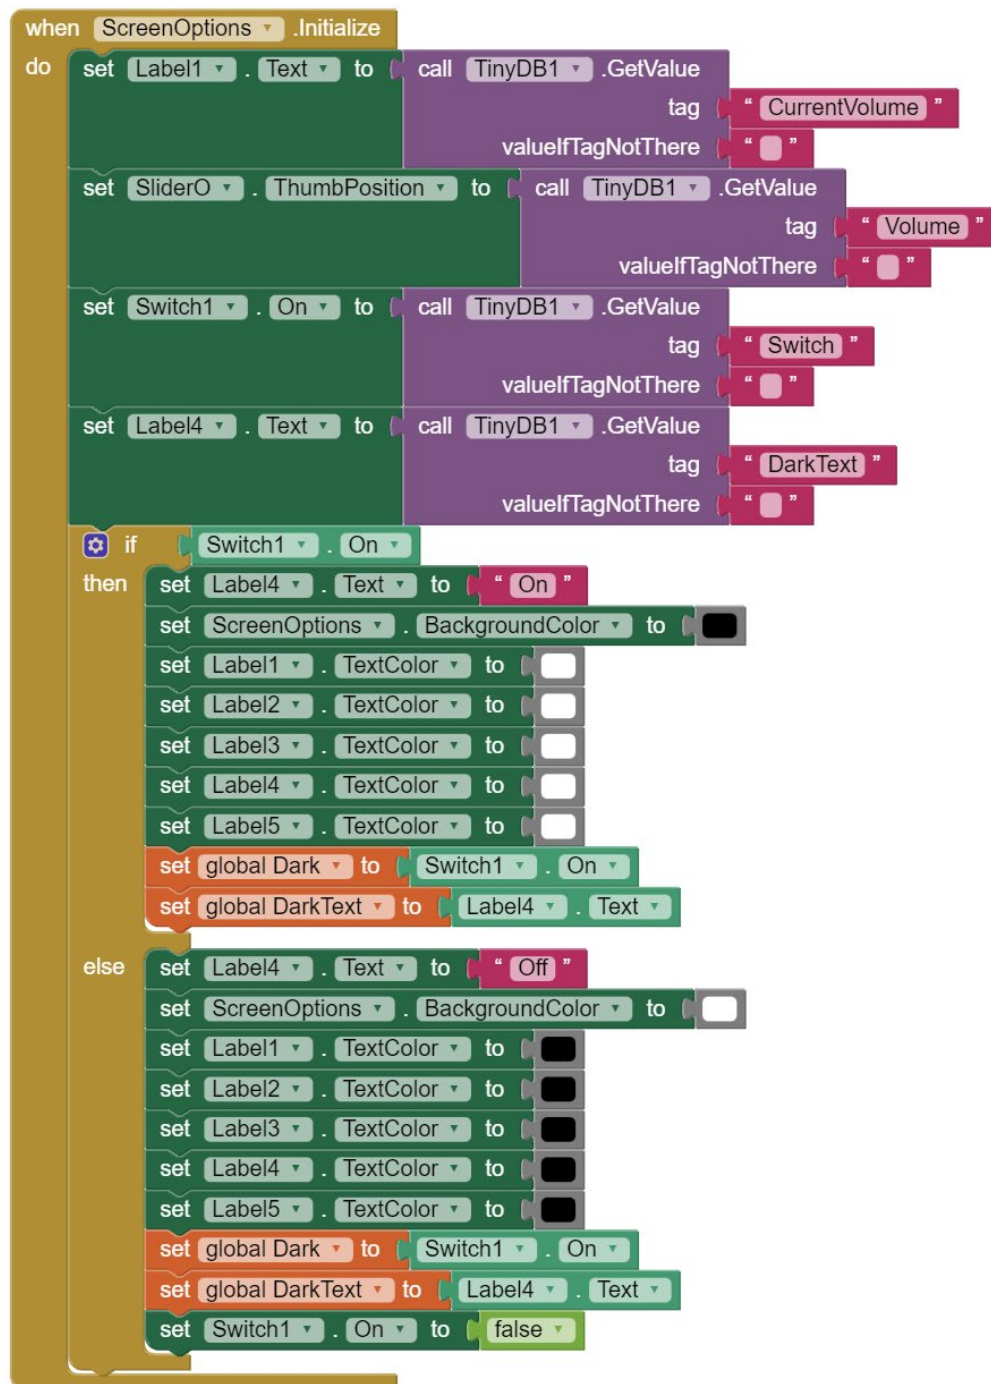 when ScreenOptions .Initialize
do set Label1 . Text to call TinyDB1 .GetValue
tag " CurrentVolume "
valueIfTagNotThere " "
set SliderO . ThumbPosition to call TinyDB1 .GetValue
tag " Volume "
valueIfTagNotThere " "
set Switch1 . On to call TinyDB1 .GetValue
tag " Switch "
valueIfTagNotThere " "
set Label4 . Text to call TinyDB1 .GetValue
tag " DarkText "
valueIfTagNotThere " "
if Switch1 . On
then set Label4 . Text to " On "
set ScreenOptions . BackgroundColor to
set Label1 . TextColor to
set Label2 . TextColor to
set Label3 . TextColor to
set Label4 . TextColor to
set Label5 . TextColor to
set global Dark to Switch1 . On
set global DarkText to Label4 . Text
else set Label4 . Text to " Off "
set ScreenOptions . BackgroundColor to
set Label1 . TextColor to
set Label2 . TextColor to
set Label3 . TextColor to
set Label4 . TextColor to
set Label5 . TextColor to
set global Dark to Switch1 . On
set global DarkText to Label4 . Text
set Switch1 . On to false